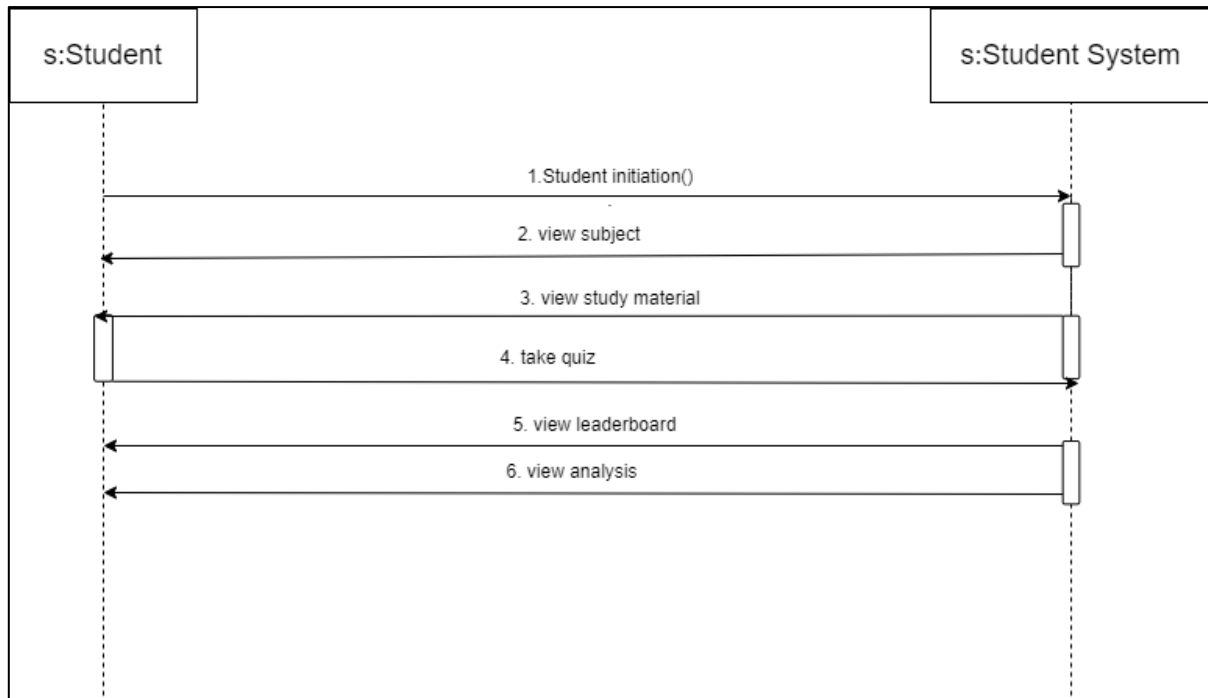 s:Student
s:Student System
1.Student initiation()
2. view subject
3. view study material
4. take quiz
5. view leaderboard
6. view analysis